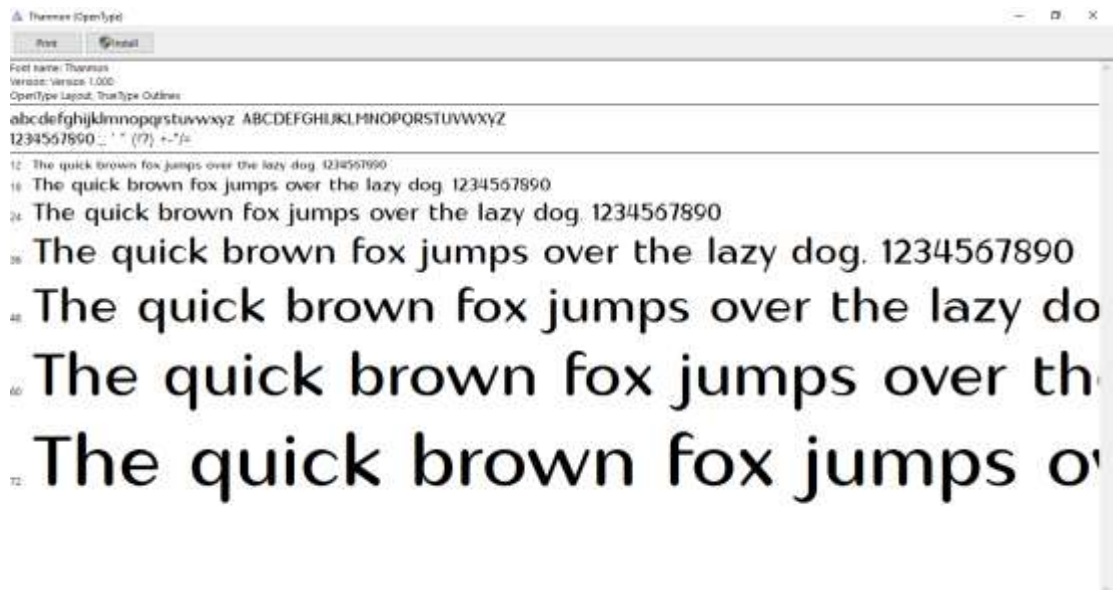 Thanmon (OpenType)
Print Install
Font name: Thanmon
Version: Version 1.000
OpenType Layout, TrueType Outlines
abcdefghijklmnopqrstuvwxyz ABCDEFGHIJKLMNOPQRSTUVWXYZ
1234567890.:, ' " (!?) +-*/=
12 The quick brown fox jumps over the lazy dog. 1234567890
18 The quick brown fox jumps over the lazy dog. 1234567890
24 The quick brown fox jumps over the lazy dog. 1234567890
36 The quick brown fox jumps over the lazy dog. 1234567890
48 The quick brown fox jumps over the lazy do
60 The quick brown fox jumps over th
72 The quick brown fox jumps o